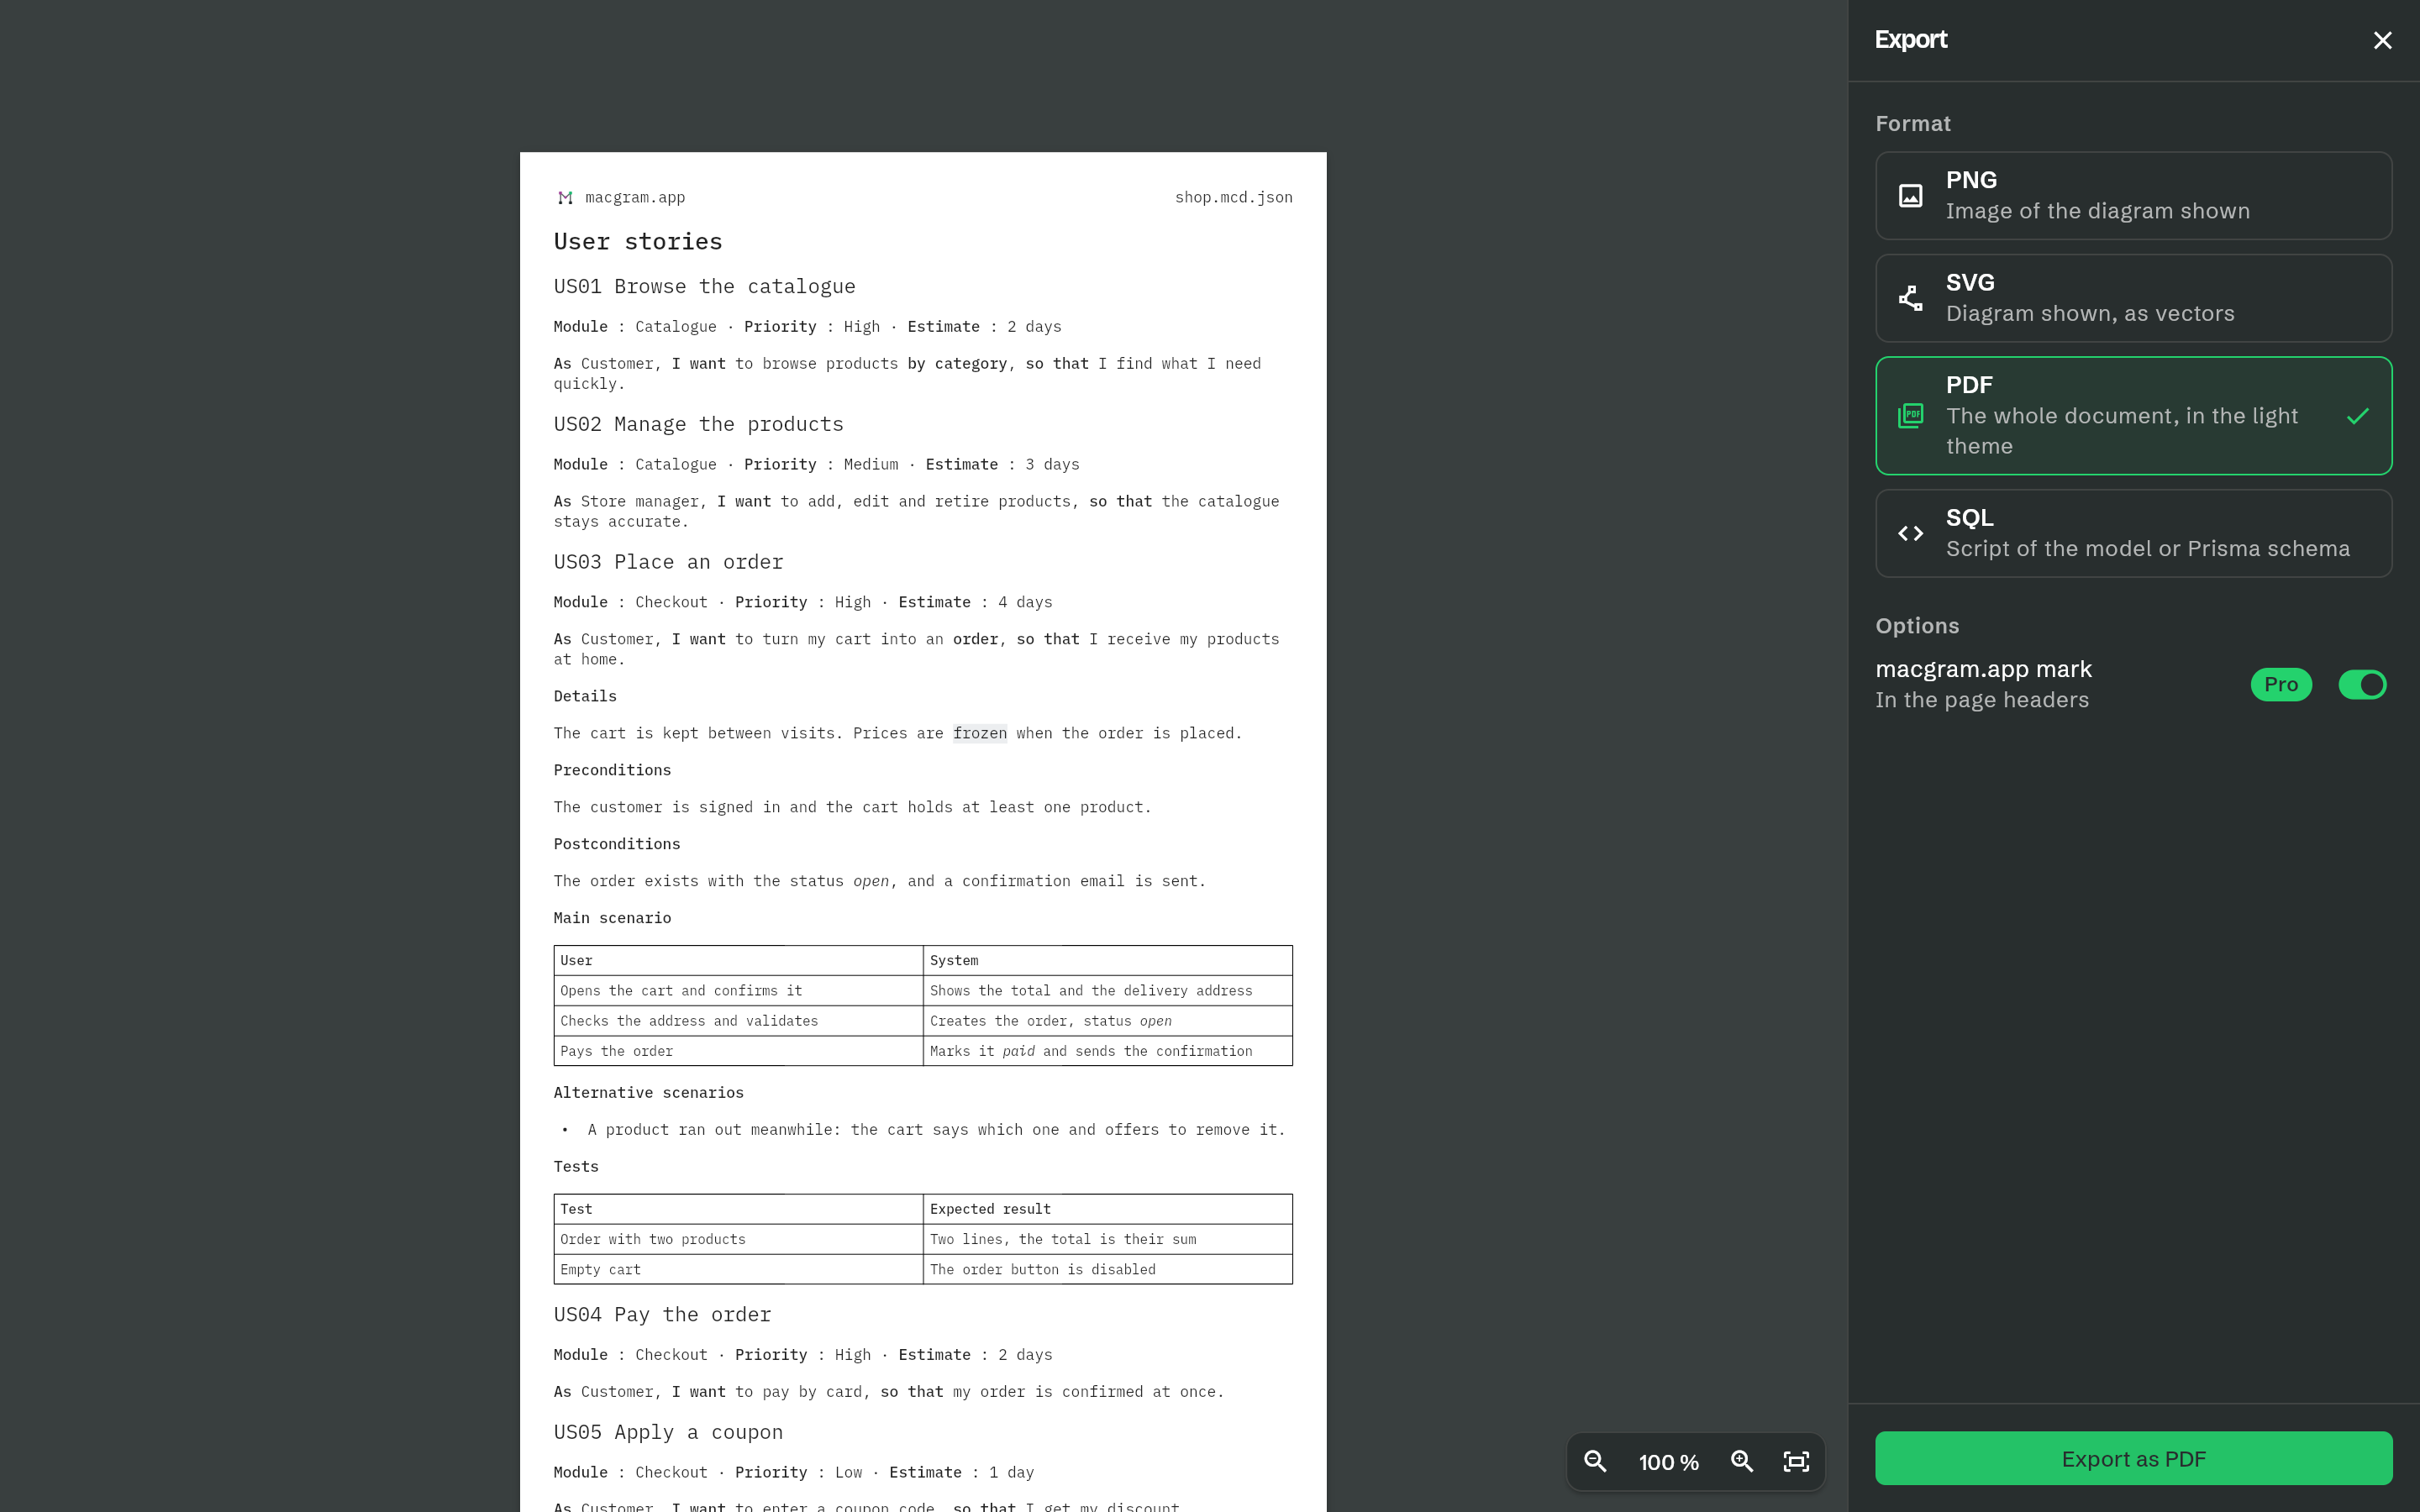 macgram.app
shop.mcd.json
User stories
US01 Browse the catalogue
Module : Catalogue · Priority : High · Estimate : 2 days
As Customer, I want to browse products by category, so that I find what I need
quickly.
US02 Manage the products
Module : Catalogue · Priority : Medium · Estimate : 3 days
As Store manager, I want to add, edit and retire products, so that the catalogue
stays accurate.
US03 Place an order
Module : Checkout · Priority : High · Estimate : 4 days
As Customer, I want to turn my cart into an order, so that I receive my products
at home.
Details
The cart is kept between visits. Prices are frozen when the order is placed.
Preconditions
The customer is signed in and the cart holds at least one product.
Postconditions
The order exists with the status open, and a confirmation email is sent.
Main scenario
User System
Opens the cart and confirms it Shows the total and the delivery address
Checks the address and validates Creates the order, status open
Pays the order Marks it paid and sends the confirmation
Alternative scenarios
• A product ran out meanwhile: the cart says which one and offers to remove it.
Tests
Test Expected result
Order with two products Two lines, the total is their sum
Empty cart The order button is disabled
US04 Pay the order
Module : Checkout · Priority : High · Estimate : 2 days
As Customer, I want to pay by card, so that my order is confirmed at once.
US05 Apply a coupon
Module : Checkout · Priority : Low · Estimate : 1 day
As Customer, I want to enter a coupon code, so that I get my discount.
100 %
Export
Format
PNG
Image of the diagram shown
SVG
Diagram shown, as vectors
PDF
The whole document, in the light
theme
SQL
Script of the model or Prisma schema
Options
macgram.app mark
In the page headers
Pro
Export as PDF